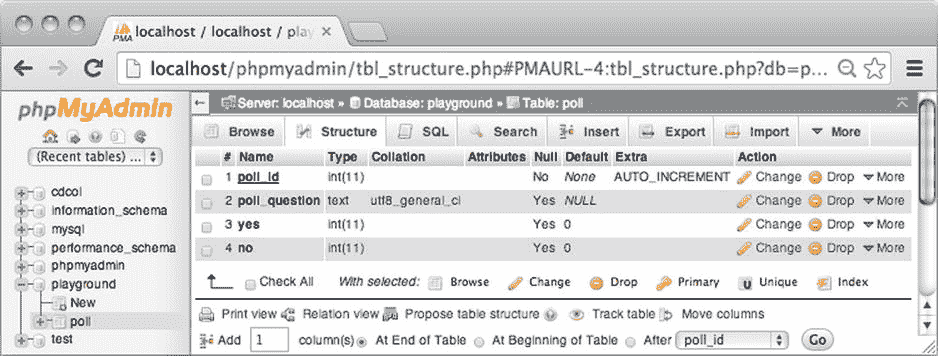 PMA localhost / localhost / play
localhost/phpmyadmin/tbl_structure.php#PMAURL-4:tbl_structure.php?db=p...
phpMyAdmin
(Recent tables) ...
cdcol
information_schema
mysql
performance_schema
phpmyadmin
playground
New
poll
test
Server: localhost » Database: playground » Table: poll
Browse Structure SQL Search Insert Export Import More
# Name Type Collation Attributes Null Default Extra Action
1 poll_id int(11) No None AUTO_INCREMENT Change Drop More
2 poll_question text utf8_general_ci Yes NULL Change Drop More
3 yes int(11) Yes 0 Change Drop More
4 no int(11) Yes 0 Change Drop More
Check All With selected: Browse Change Drop Primary Unique Index
Print view Relation view Propose table structure Track table Move columns
Add 1 column(s) At End of Table At Beginning of Table After poll_id Go